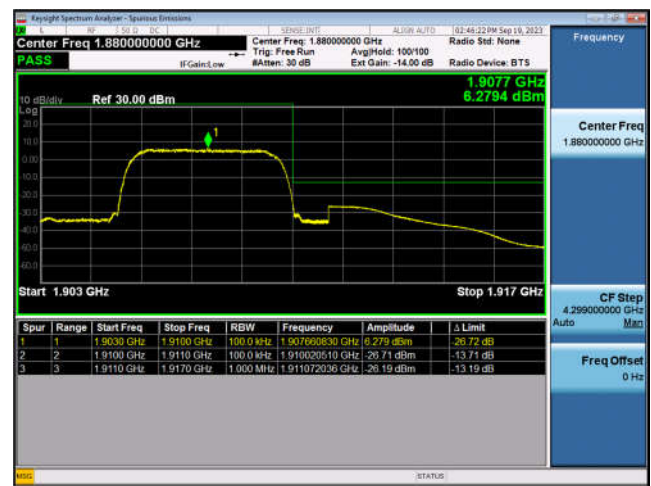 Keysight Spectrum Analyzer - Spurious Emissions
RF 50 Ω DC SENSE:INT ALIGN AUTO 02:46:22 PM Sep 19, 2023
Center Freq 1.880000000 GHz
Center Freq: 1.880000000 GHz
Radio Std: None
Trig: Free Run
Avg|Hold: 100/100
PASS
IFGain:Low
#Atten: 30 dB
Ext Gain: -14.00 dB
Radio Device: BTS
Frequency
1.9077 GHz
6.2794 dBm
10 dB/div
Ref 30.00 dBm
Log
20.0
10.0
0.00
-10.0
-20.0
-30.0
-40.0
-50.0
-60.0
1
Start 1.903 GHz
Stop 1.917 GHz
Center Freq
1.880000000 GHz
CF Step
4.299000000 GHz
Auto Man
Freq Offset
0 Hz
Spur Range Start Freq Stop Freq RBW Frequency Amplitude Δ Limit
1 1 1.9030 GHz 1.9100 GHz 100.0 kHz 1.907660830 GHz 6.279 dBm -26.72 dB
2 2 1.9100 GHz 1.9110 GHz 100.0 kHz 1.910020510 GHz -26.71 dBm -13.71 dB
3 3 1.9110 GHz 1.9170 GHz 1.000 MHz 1.911072036 GHz -26.19 dBm -13.19 dB
MSG
STATUS